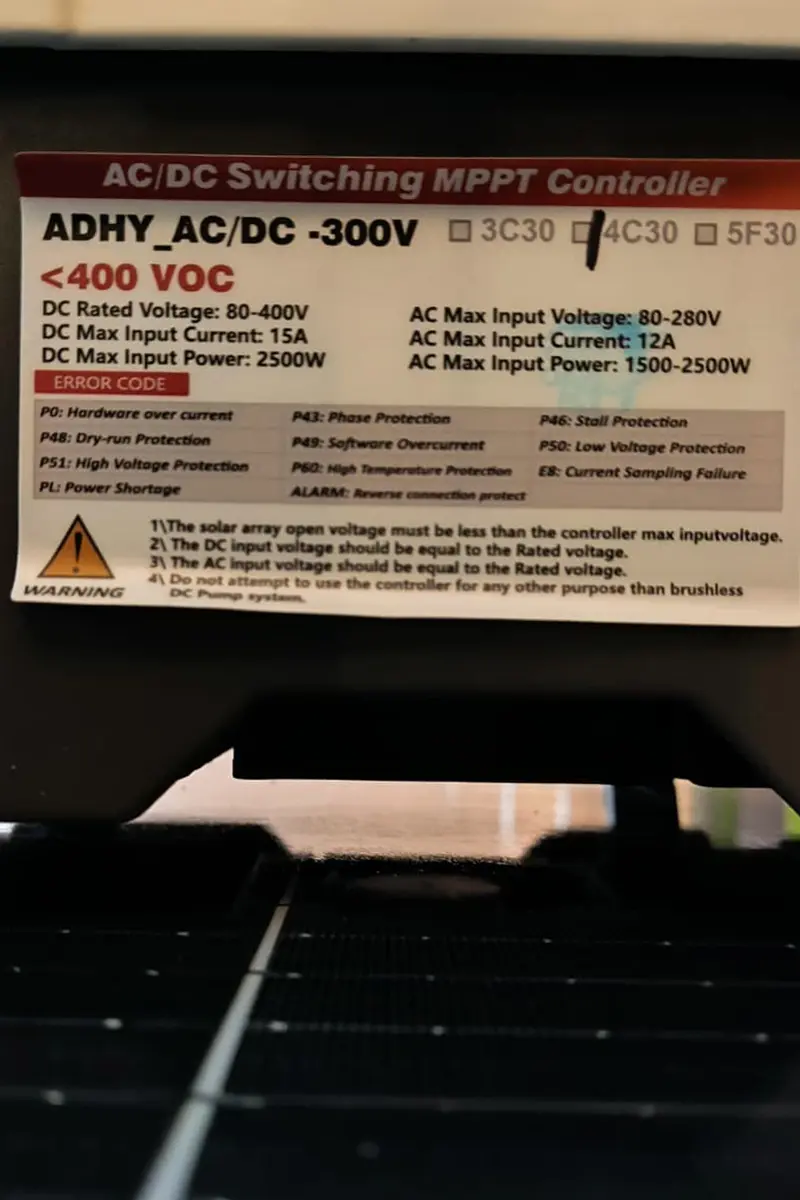 AC/DC Switching MPPT Controller
ADHY_AC/DC -300V 3C30 4C30 5F30
<400 VOC
DC Rated Voltage: 80-400V AC Max Input Voltage: 80-280V
DC Max Input Current: 15A AC Max Input Current: 12A
DC Max Input Power: 2500W AC Max Input Power: 1500-2500W
ERROR CODE
P0: Hardware over current P43: Phase Protection P46: Stall Protection
P48: Dry-run Protection P49: Software Overcurrent P50: Low Voltage Protection
P51: High Voltage Protection P60: High Temperature Protection E8: Current Sampling Failure
PL: Power Shortage ALARM: Reverse connection protect
1\The solar array open voltage must be less than the controller max inputvoltage.
2\ The DC input voltage should be equal to the Rated voltage.
3\ The AC input voltage should be equal to the Rated voltage.
4\ Do not attempt to use the controller for any other purpose than brushless
DC Pump system.
WARNING